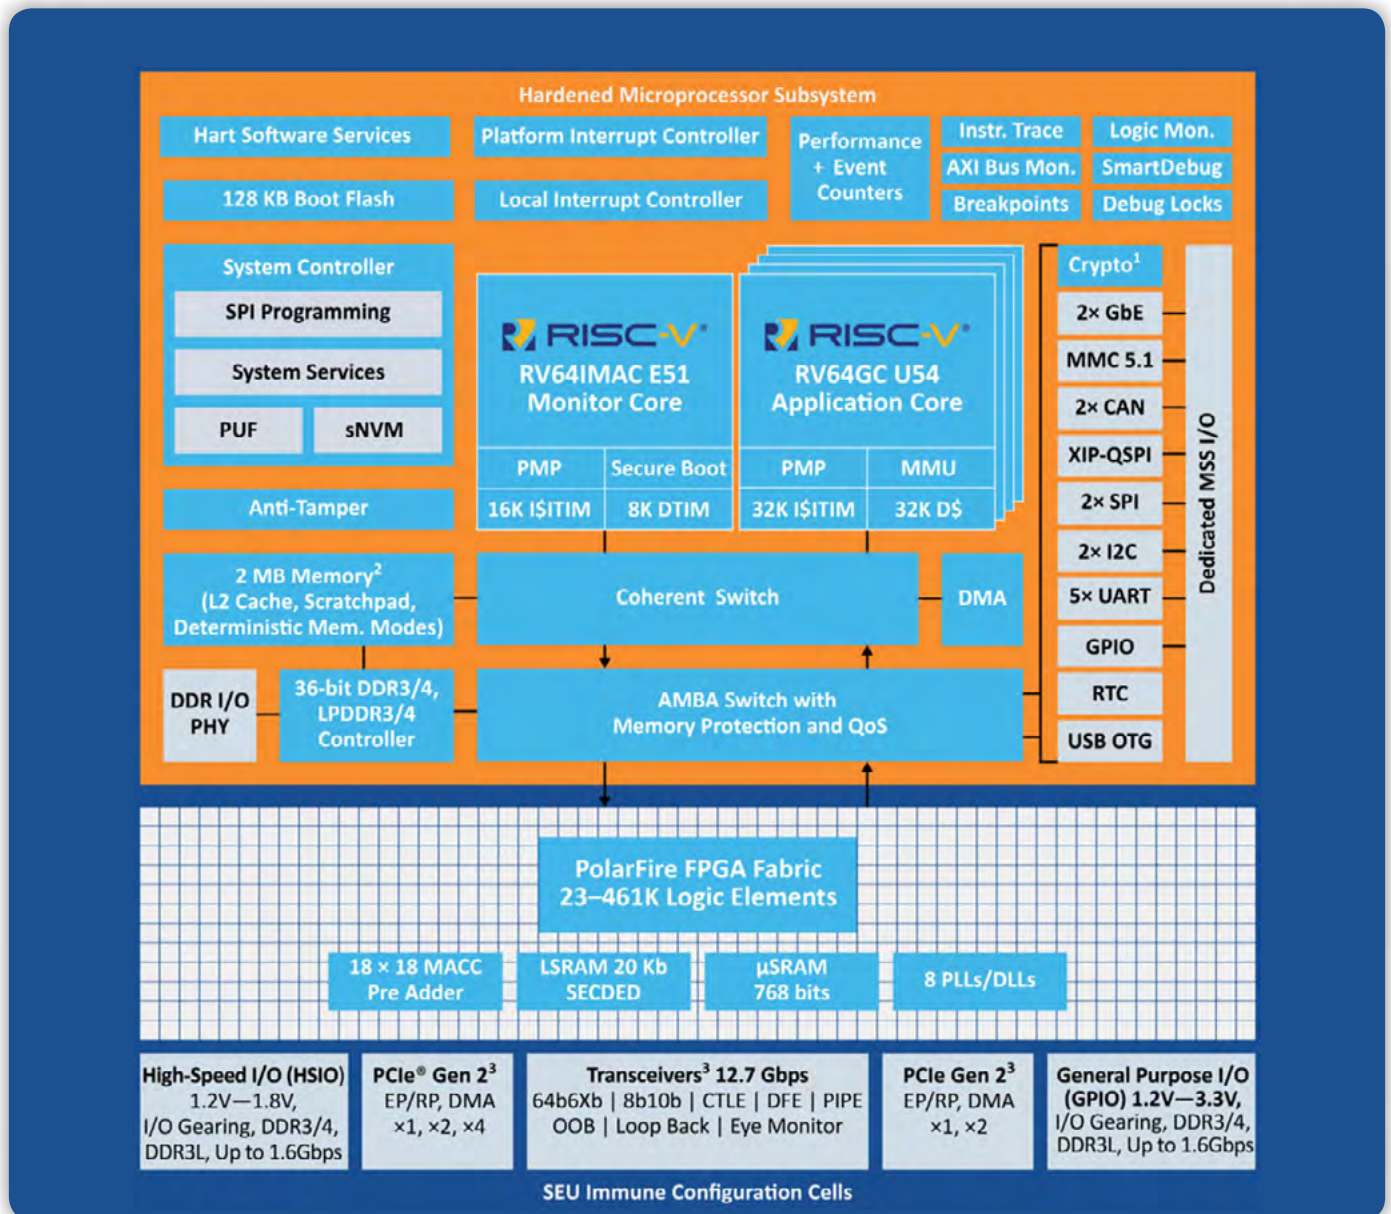 Hardened Microprocessor Subsystem
Hart Software Services
Platform Interrupt Controller
Performance
+ Event
Counters
Instr. Trace
Logic Mon.
AXI Bus Mon.
SmartDebug
Breakpoints
Debug Locks
128 KB Boot Flash
Local Interrupt Controller
System Controller
SPI Programming
System Services
PUF
sNVM
Anti-Tamper
RISC-V®
RV64IMAC E51
Monitor Core
PMP
Secure Boot
16K I$ITIM
8K DTIM
RISC-V®
RV64GC U54
Application Core
PMP
MMU
32K I$ITIM
32K D$
Crypto1
2× GbE
MMC 5.1
2× CAN
XIP-QSPI
2× SPI
2× I2C
5× UART
GPIO
RTC
USB OTG
Dedicated MSS I/O
2 MB Memory2
(L2 Cache, Scratchpad,
Deterministic Mem. Modes)
Coherent Switch
DMA
DDR I/O
PHY
36-bit DDR3/4,
LPDDR3/4
Controller
AMBA Switch with
Memory Protection and QoS
PolarFire FPGA Fabric
23–461K Logic Elements
18 × 18 MACC
Pre Adder
LSRAM 20 Kb
SECDED
µSRAM
768 bits
8 PLLs/DLLs
High-Speed I/O (HSIO)
1.2V—1.8V,
I/O Gearing, DDR3/4,
DDR3L, Up to 1.6Gbps
PCIe® Gen 23
EP/RP, DMA
×1, ×2, ×4
Transceivers3 12.7 Gbps
64b6Xb | 8b10b | CTLE | DFE | PIPE
OOB | Loop Back | Eye Monitor
PCIe Gen 23
EP/RP, DMA
×1, ×2
General Purpose I/O
(GPIO) 1.2V—3.3V,
I/O Gearing, DDR3/4,
DDR3L, Up to 1.6Gbps
SEU Immune Configuration Cells